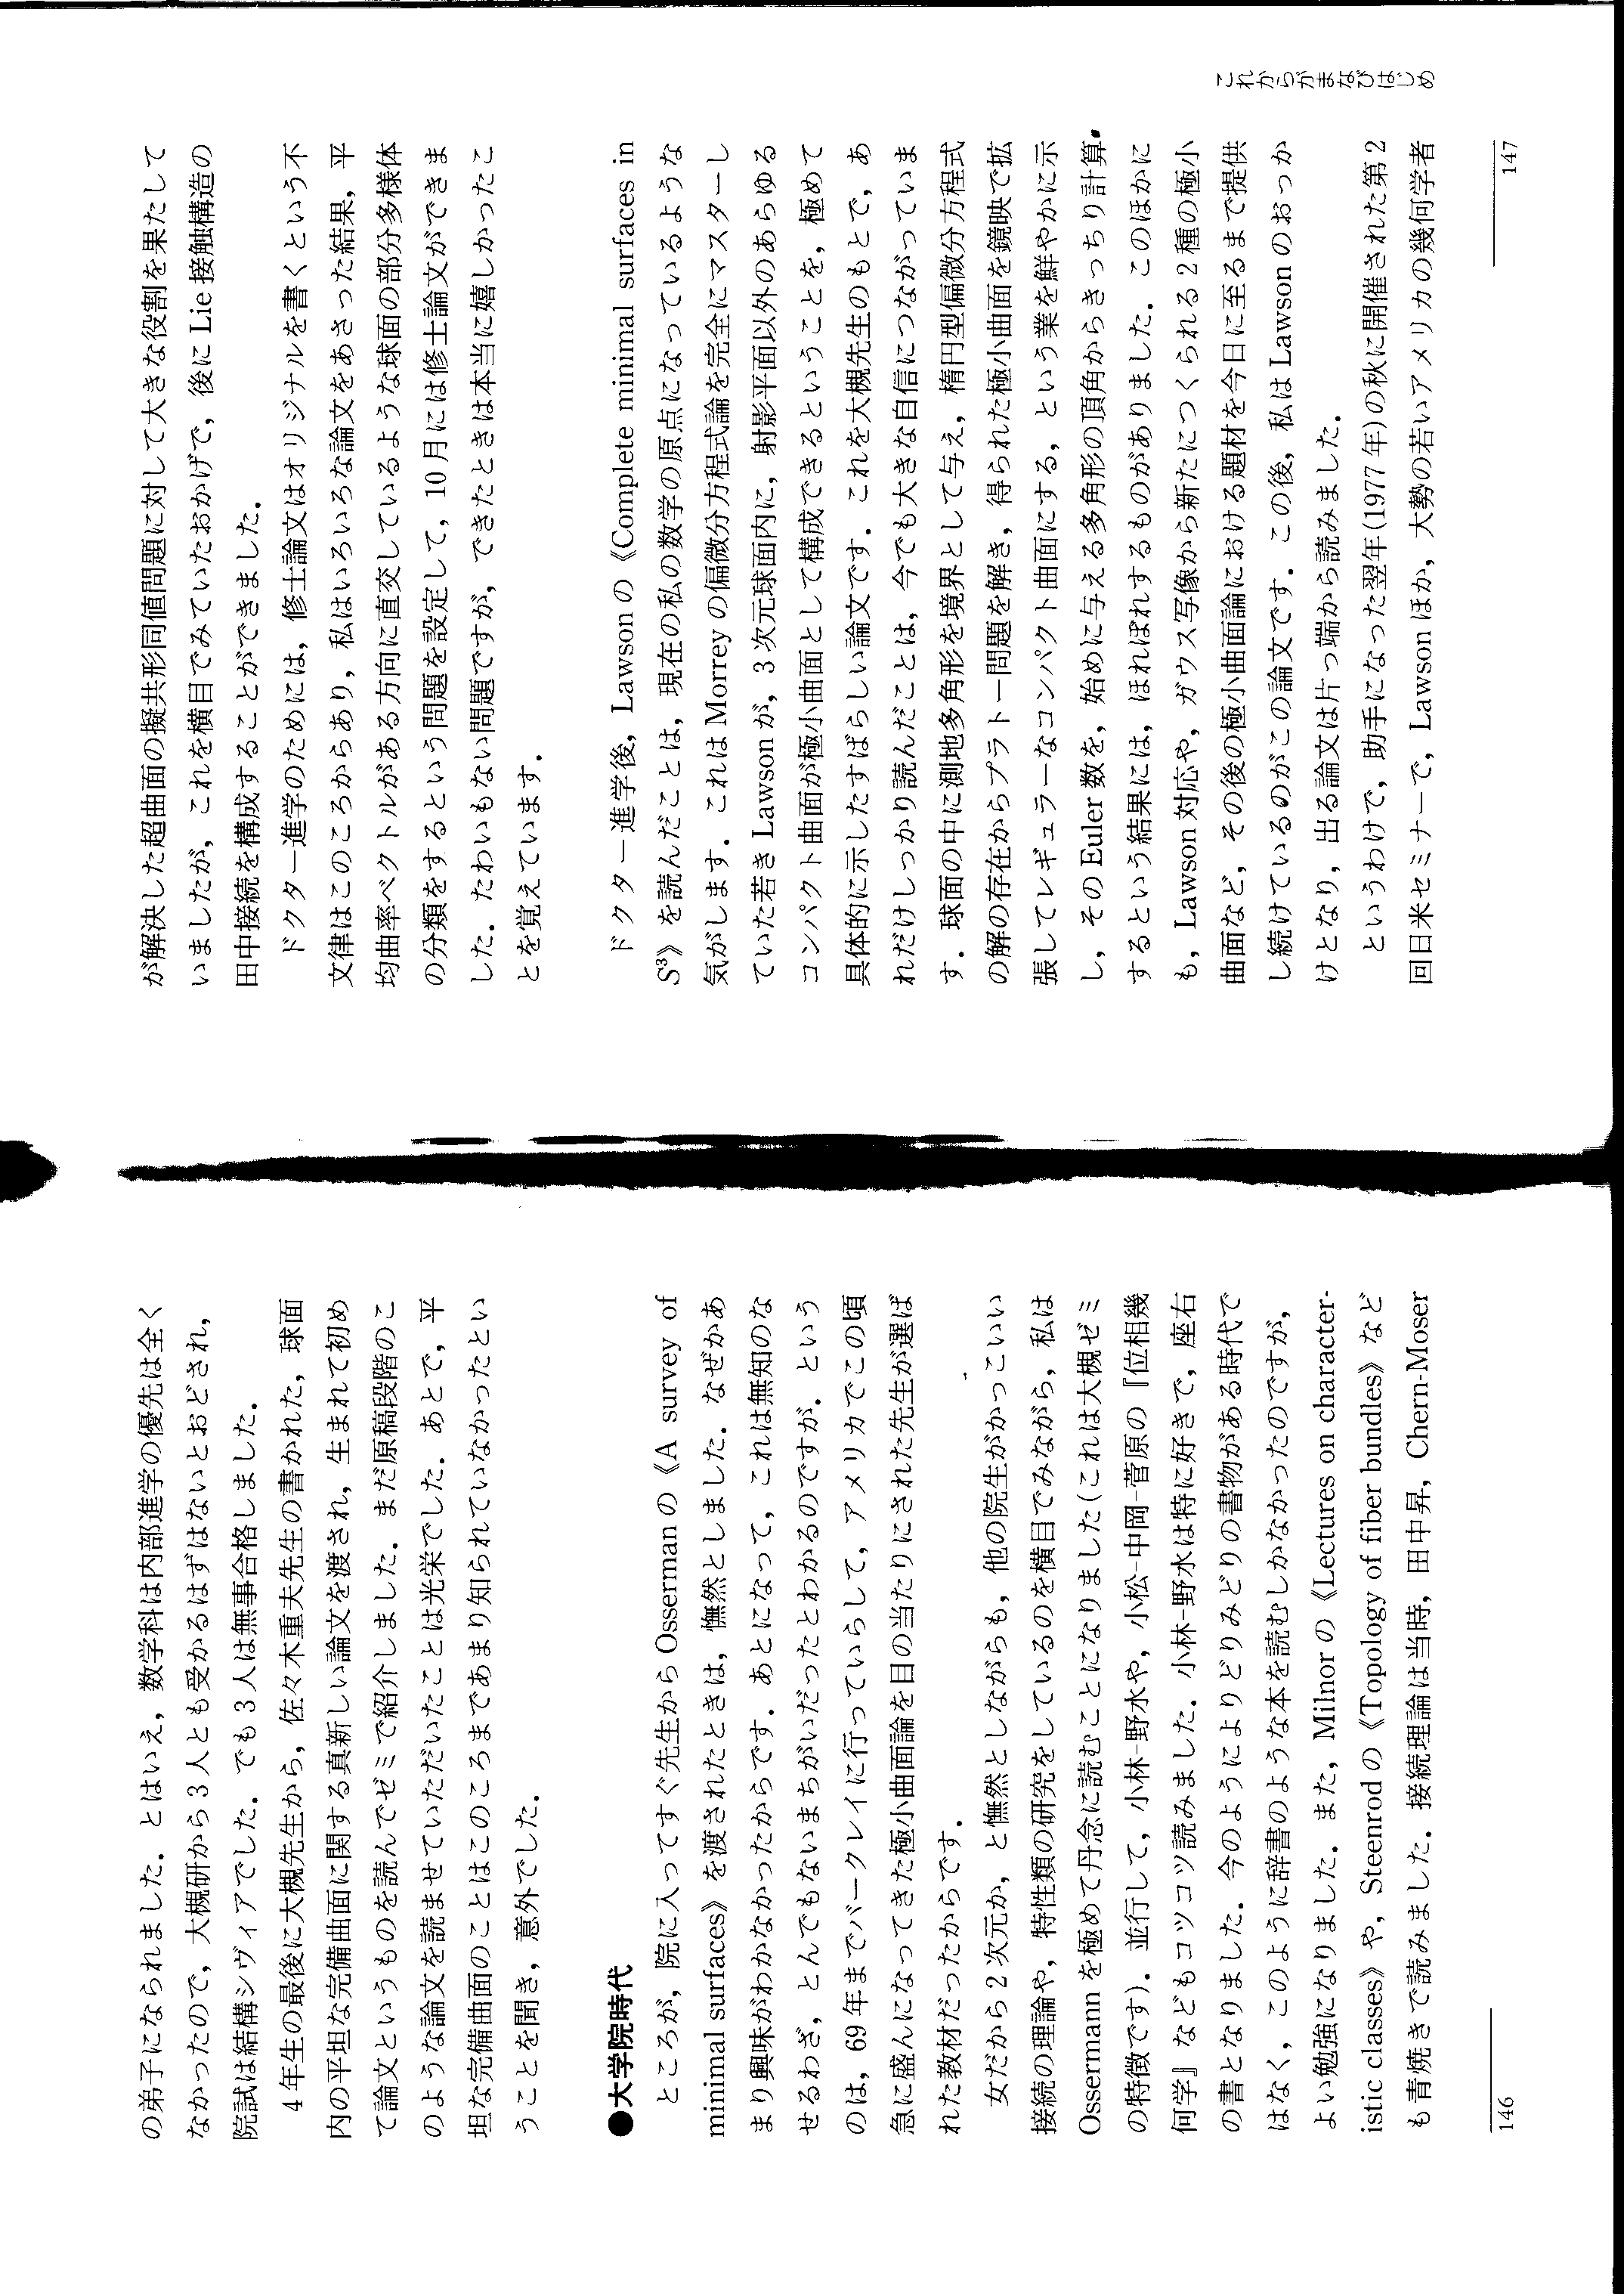 の弟子になられました．とはいえ，数学科は内部進学の優先は全く
なかったので，大槻研から3人とも受かるはずはないとおどされ，
院試は結構シヴィアでした．でも3人は無事合格しました．
4年生の最後に大槻先生から，佐々木重夫先生の書かれた，球面
内の平坦な完備曲面に関する真新しい論文を渡され，生まれて初め
て論文というものを読んでゼミで紹介しました．まだ原稿段階のこ
のような論文を読ませていただいたことは光栄でした．あとで，平
坦な完備曲面のことはこのころまであまり知られていなかったとい
うことを聞き，意外でした．
●大学院時代
ところが，院に入ってすぐ先生からOssermanの《A survey of
minimal surfaces》を渡されたときは，憮然としました．なぜかあ
まり興味がわかなかったからです．あとになって，これは無知のな
せるわざ，とんでもないまちがいだったとわかるのですが．という
のは，69年までバークレイに行っていらして，アメリカでこの頃
急に盛んになってきた極小曲面論を目の当たりにされた先生が選ば
れた教材だったからです．
女だから2次元か，と憮然としながらも，他の院生がかっこいい
接続の理論や，特性類の研究をしているのを横目でみながら，私は
Ossermannを極めて丹念に読むことになりました(これは大槻ゼミ
の特徴です)．並行して，小林-野水や，小松-中岡-菅原の『位相幾
何学』などもコツコツ読みました．小林-野水は特に好きで，座右
の書となりました．今のようによりどりみどりの書物がある時代で
はなく，このように辞書のような本を読むしかなかったのですが，
よい勉強になりました．また，Milnorの《Lectures on character-
istic classes》や，Steenrodの《Topology of fiber bundles》など
も青焼きで読みました．接続理論は当時，田中昇，Chern-Moser
146
が解決した超曲面の擬共形同値問題に対して大きな役割を果たして
いましたが，これを横目でみていたおかげで，後にLie接触構造の
田中接続を構成することができました．
ドクター進学のためには，修士論文はオリジナルを書くという不
文律はこのころからあり，私はいろいろな論文をあさった結果，平
均曲率ベクトルがある方向に直交しているような球面の部分多様体
の分類をするという問題を設定して，10月には修士論文ができま
した．たわいもない問題ですが，できたときは本当に嬉しかったこ
とを覚えています．
ドクター進学後，Lawsonの《Complete minimal surfaces in
S³》を読んだことは，現在の私の数学の原点になっているような
気がします．これはMorreyの偏微分方程式論を完全にマスターし
ていた若きLawsonが，3次元球面内に，射影平面以外のあらゆる
コンパクト曲面が極小曲面として構成できるということを，極めて
具体的に示したすばらしい論文です．これを大槻先生のもとで，あ
れだけしっかり読んだことは，今でも大きな自信につながっていま
す．球面の中に測地多角形を境界として与え，楕円型偏微分方程式
の解の存在からプラトー問題を解き，得られた極小曲面を鏡映で拡
張してレギュラーなコンパクト曲面にする，という業を鮮やかに示
し，そのEuler数を，始めに与える多角形の頂角からきっちり計算．
するという結果には，ほれぼれするものがありました．このほかに
も，Lawson対応や，ガウス写像から新たにつくられる2種の極小
曲面など，その後の極小曲面論における題材を今日に至るまで提供
し続けているのがこの論文です．この後，私はLawsonのおっか
けとなり，出る論文は片っ端から読みました．
というわけで，助手になった翌年(1977年)の秋に開催された第2
回日米セミナーで，Lawsonほか，大勢の若いアメリカの幾何学者
147
これからがまなびはじめ